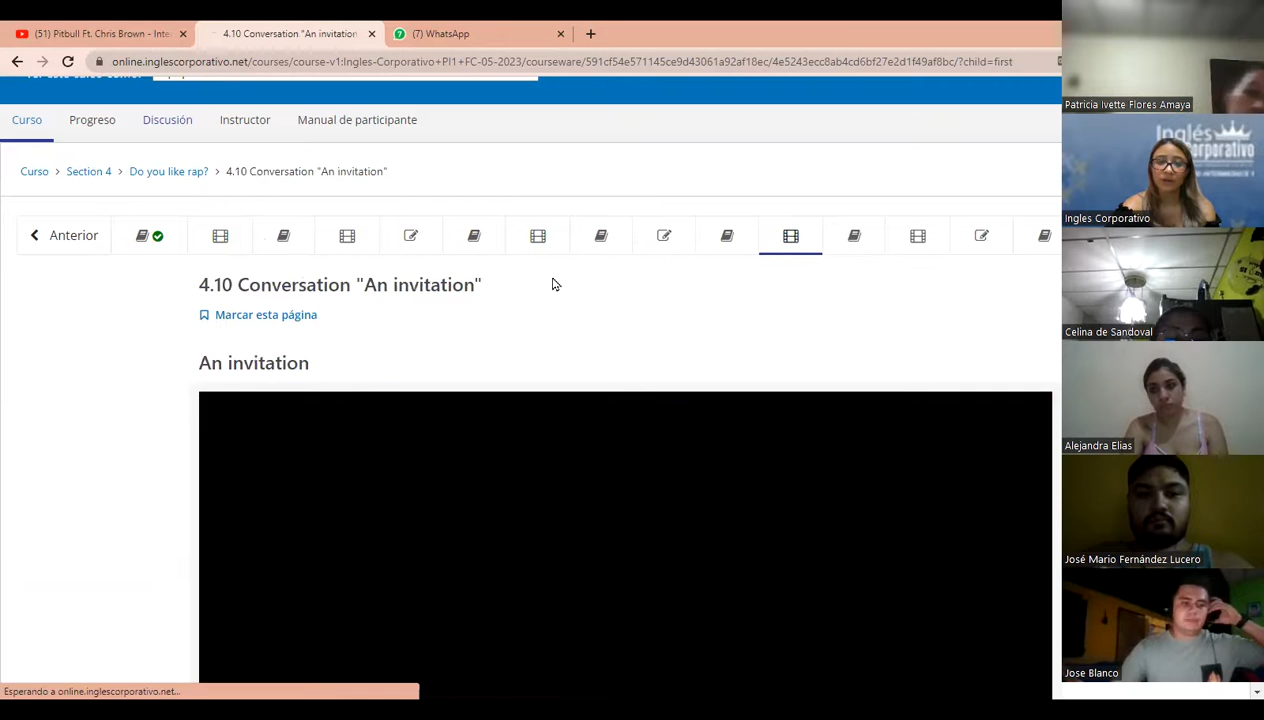 (51) Pitbull Ft. Chris Brown - Inte
4.10 Conversation "An invitation
(7) WhatsApp
online.inglescorporativo.net/courses/course-v1:Ingles-Corporativo+PI1+FC-05-2023/courseware/591cf54e571145ce9d43061a92af18ec/4e5243ecc8ab4cd6bf27e2d1f49af8bc/?child=first
Curso
Progreso
Discusión
Instructor
Manual de participante
Curso > Section 4 > Do you like rap? > 4.10 Conversation "An invitation"
Anterior
4.10 Conversation "An invitation"
Marcar esta página
An invitation
Esperando a online.inglescorporativo.net...
Patricia Ivette Flores Amaya
Inglés
orporativo
Ingles Corporativo
Celina de Sandoval
Alejandra Elias
José Mario Fernández Lucero
Jose Blanco